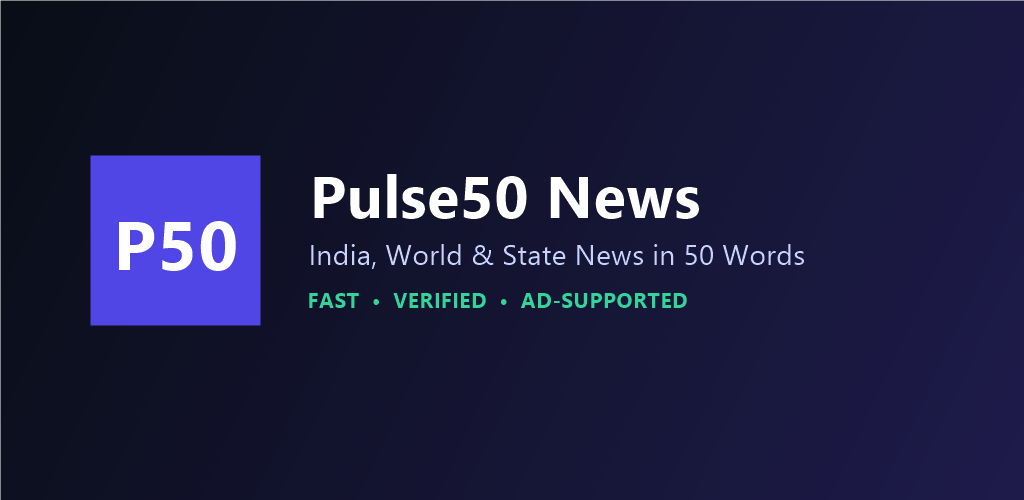 P50
Pulse50 News
India, World & State News in 50 Words
FAST • VERIFIED • AD-SUPPORTED